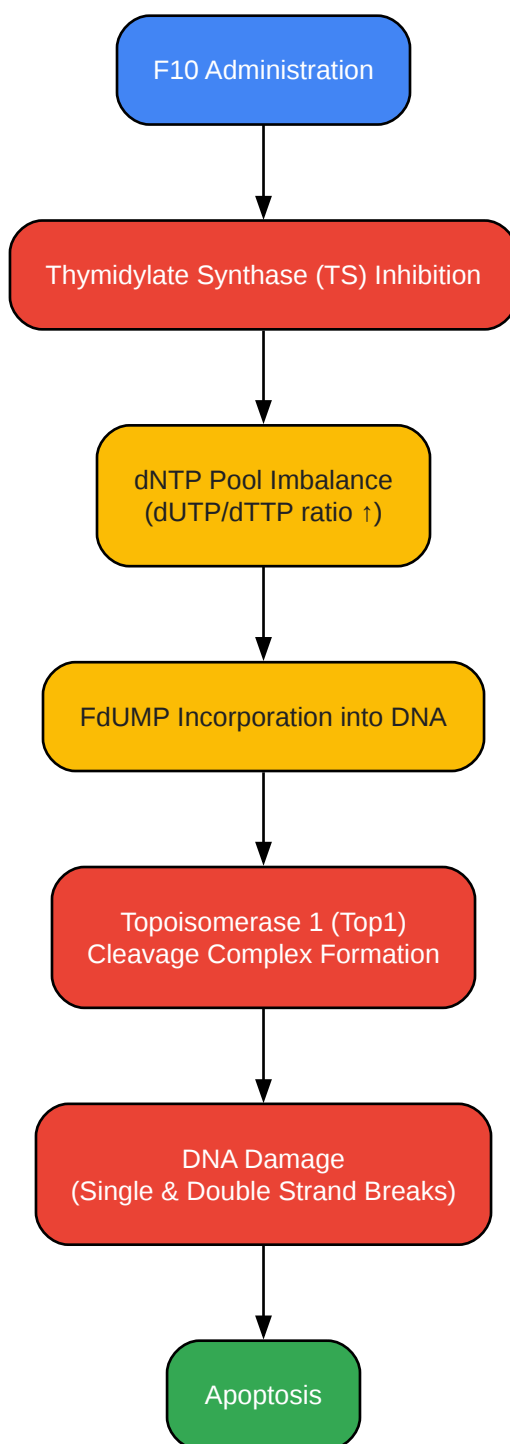 F10 Administration
Thymidylate Synthase (TS) Inhibition
dNTP Pool Imbalance
(dUTP/dTTP ratio ↑)
FdUMP Incorporation into DNA
Topoisomerase 1 (Top1)
Cleavage Complex Formation
DNA Damage
(Single & Double Strand Breaks)
Apoptosis